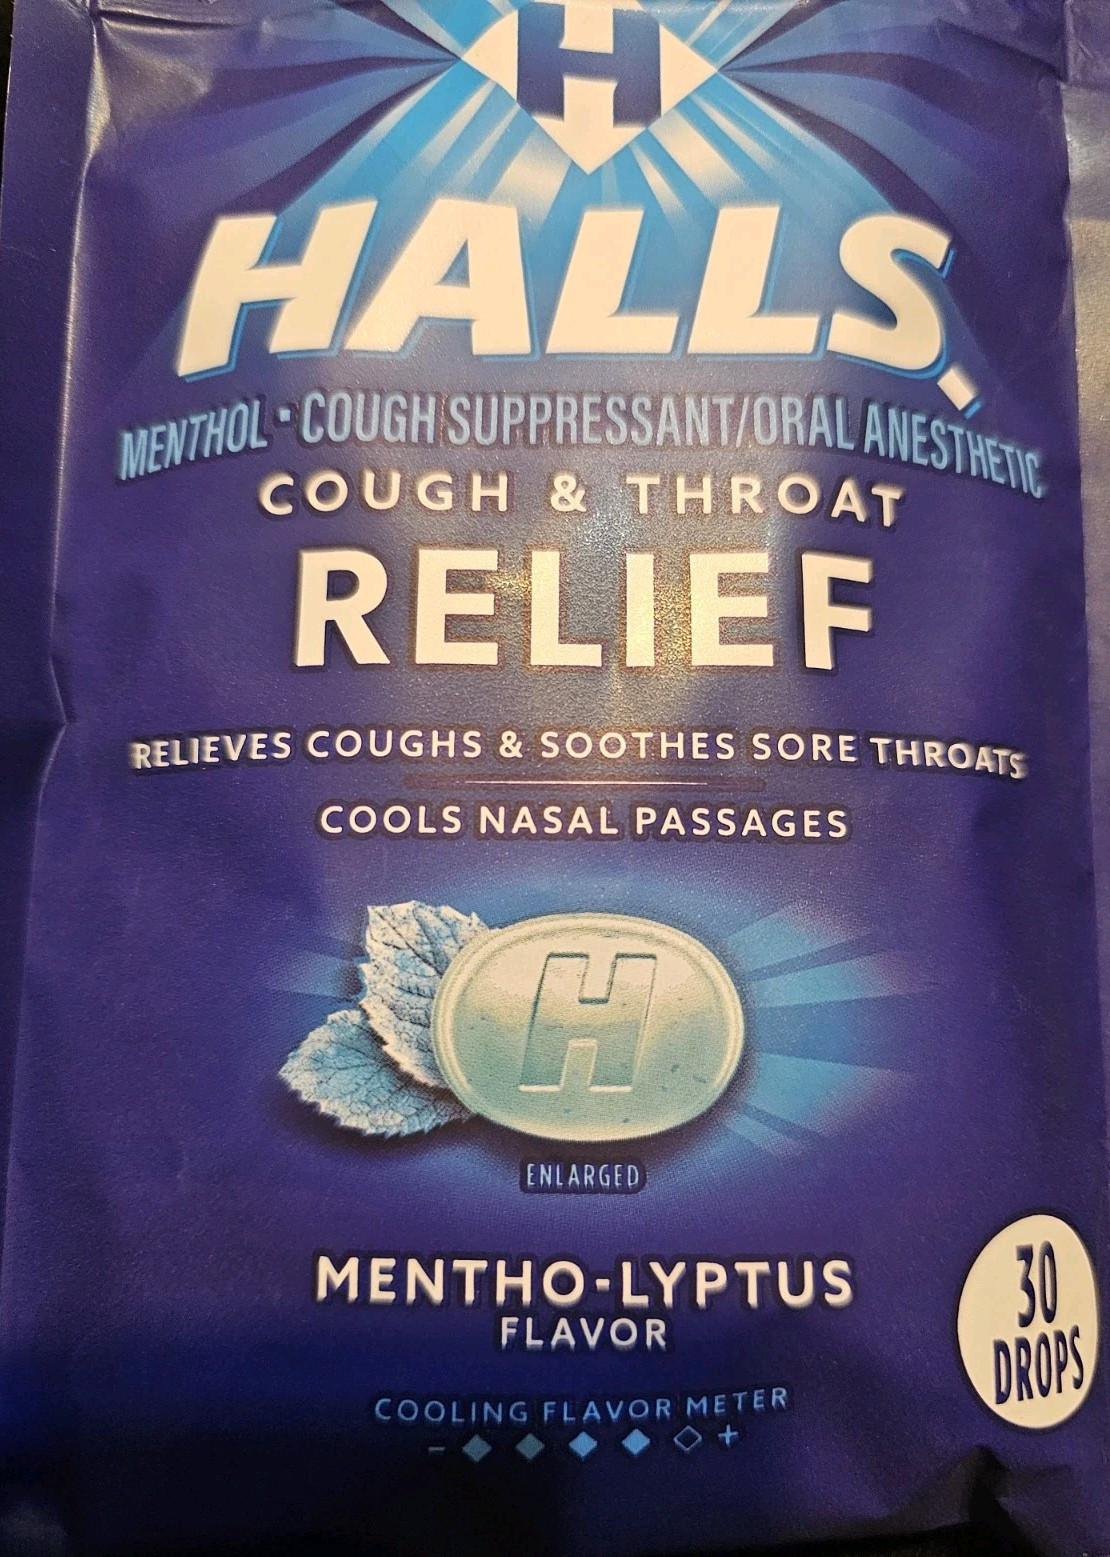 H
HALLS
MENTHOL • COUGH SUPPRESSANT/ORAL ANESTHETIC
COUGH & THROAT
RELIEF
RELIEVES COUGHS & SOOTHES SORE THROATS
COOLS NASAL PASSAGES
H
ENLARGED
MENTHO-LYPTUS
FLAVOR
30
DROPS
COOLING FLAVOR METER
- +